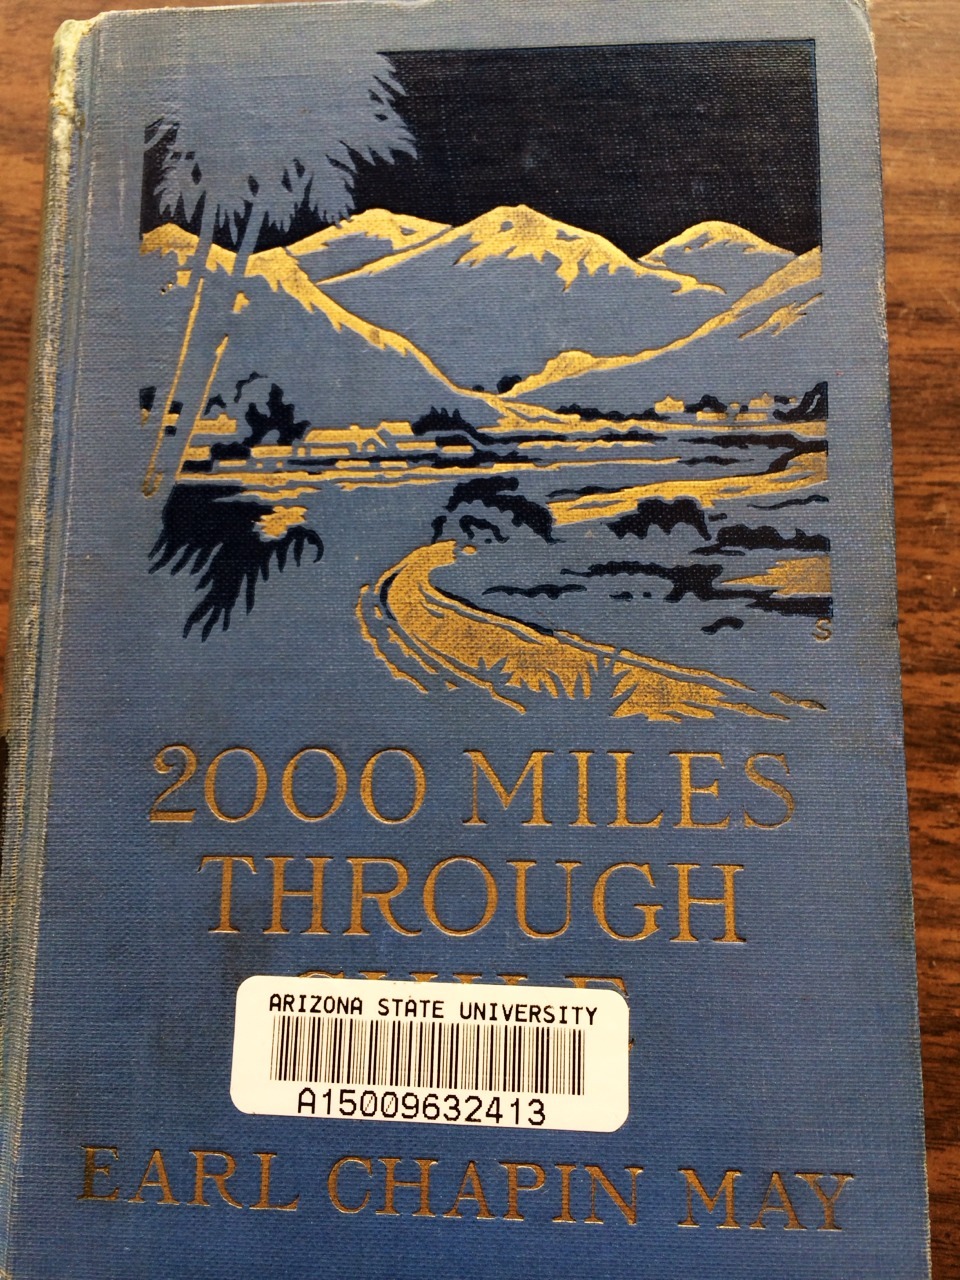 S
2000 MILES
THROUGH
ARIZONA STATE UNIVERSITY
A15009632413
EARL CHAPIN MAY